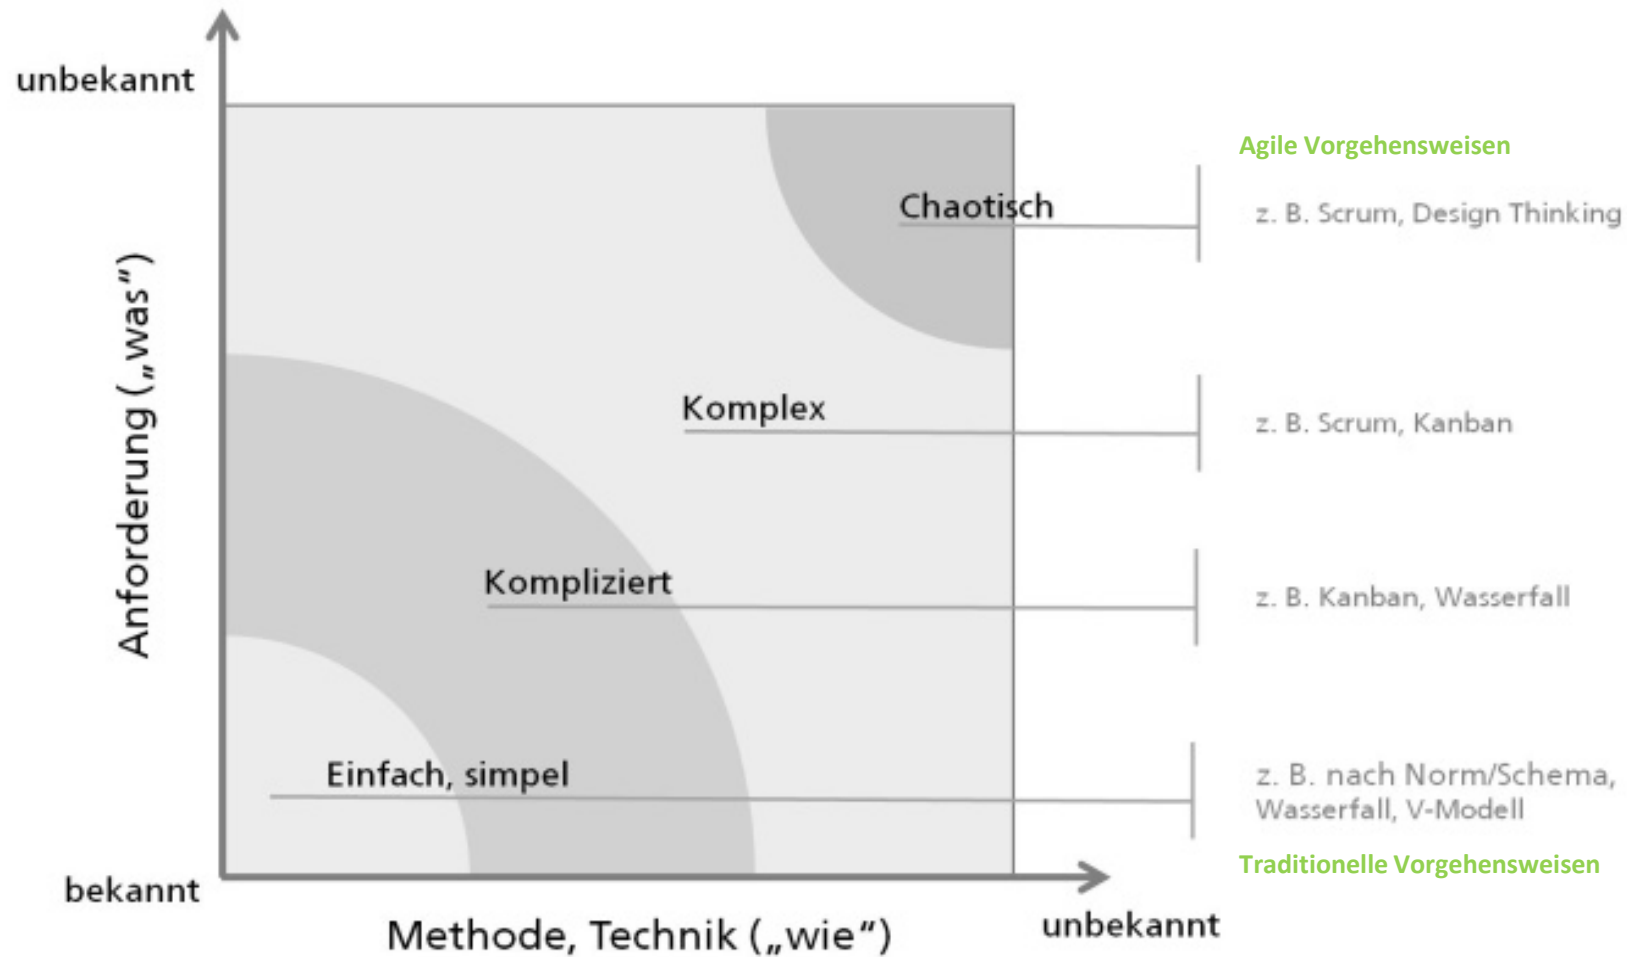 unbekannt
Agile Vorgehensweisen
Chaotisch
z. B. Scrum, Design Thinking
Anforderung („was“)
Komplex
z. B. Scrum, Kanban
Kompliziert
z. B. Kanban, Wasserfall
Einfach, simpel
z. B. nach Norm/Schema,
Wasserfall, V-Modell
Traditionelle Vorgehensweisen
bekannt
unbekannt
Methode, Technik („wie“)